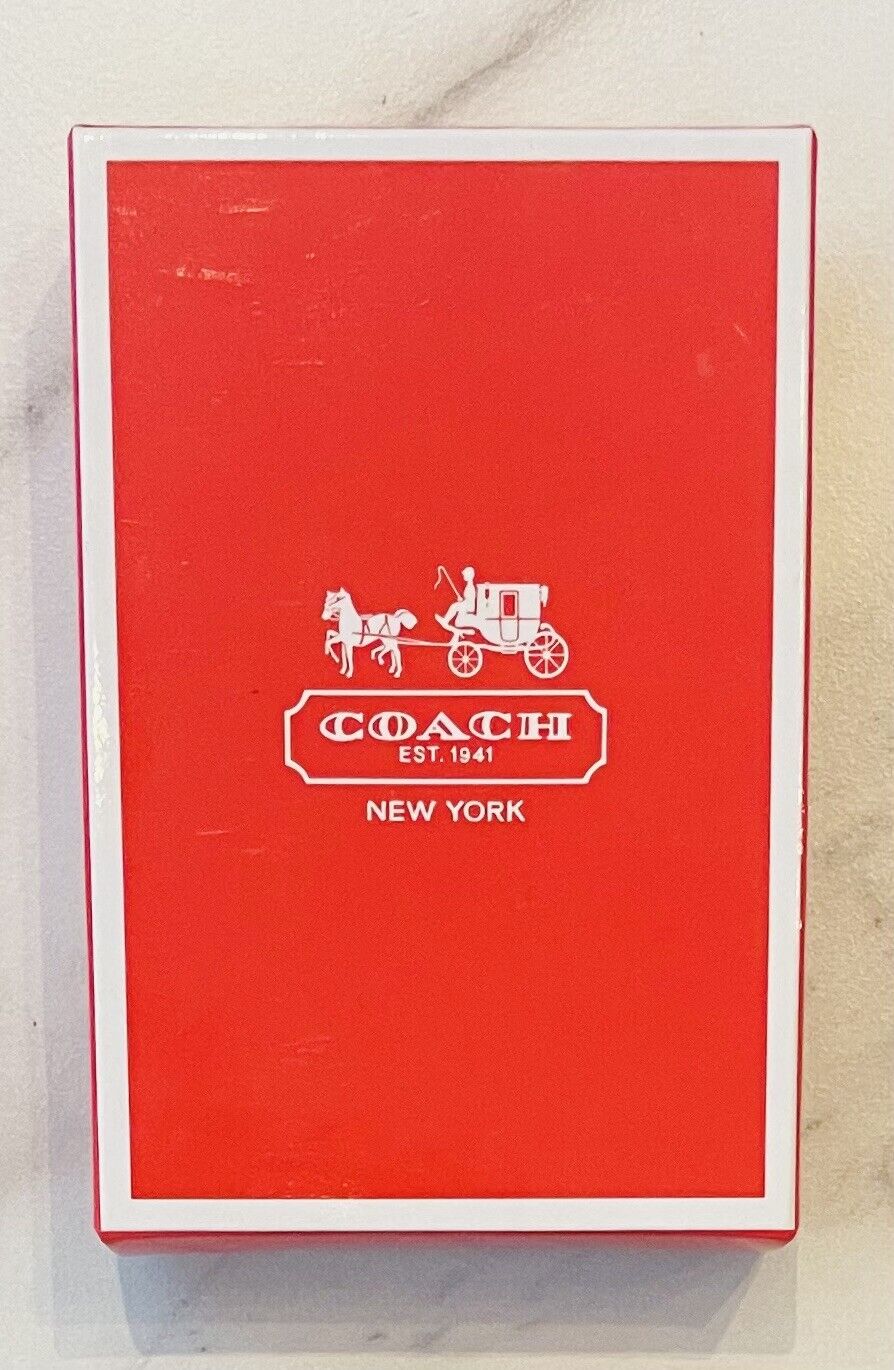 COACH
EST. 1941
NEW YORK